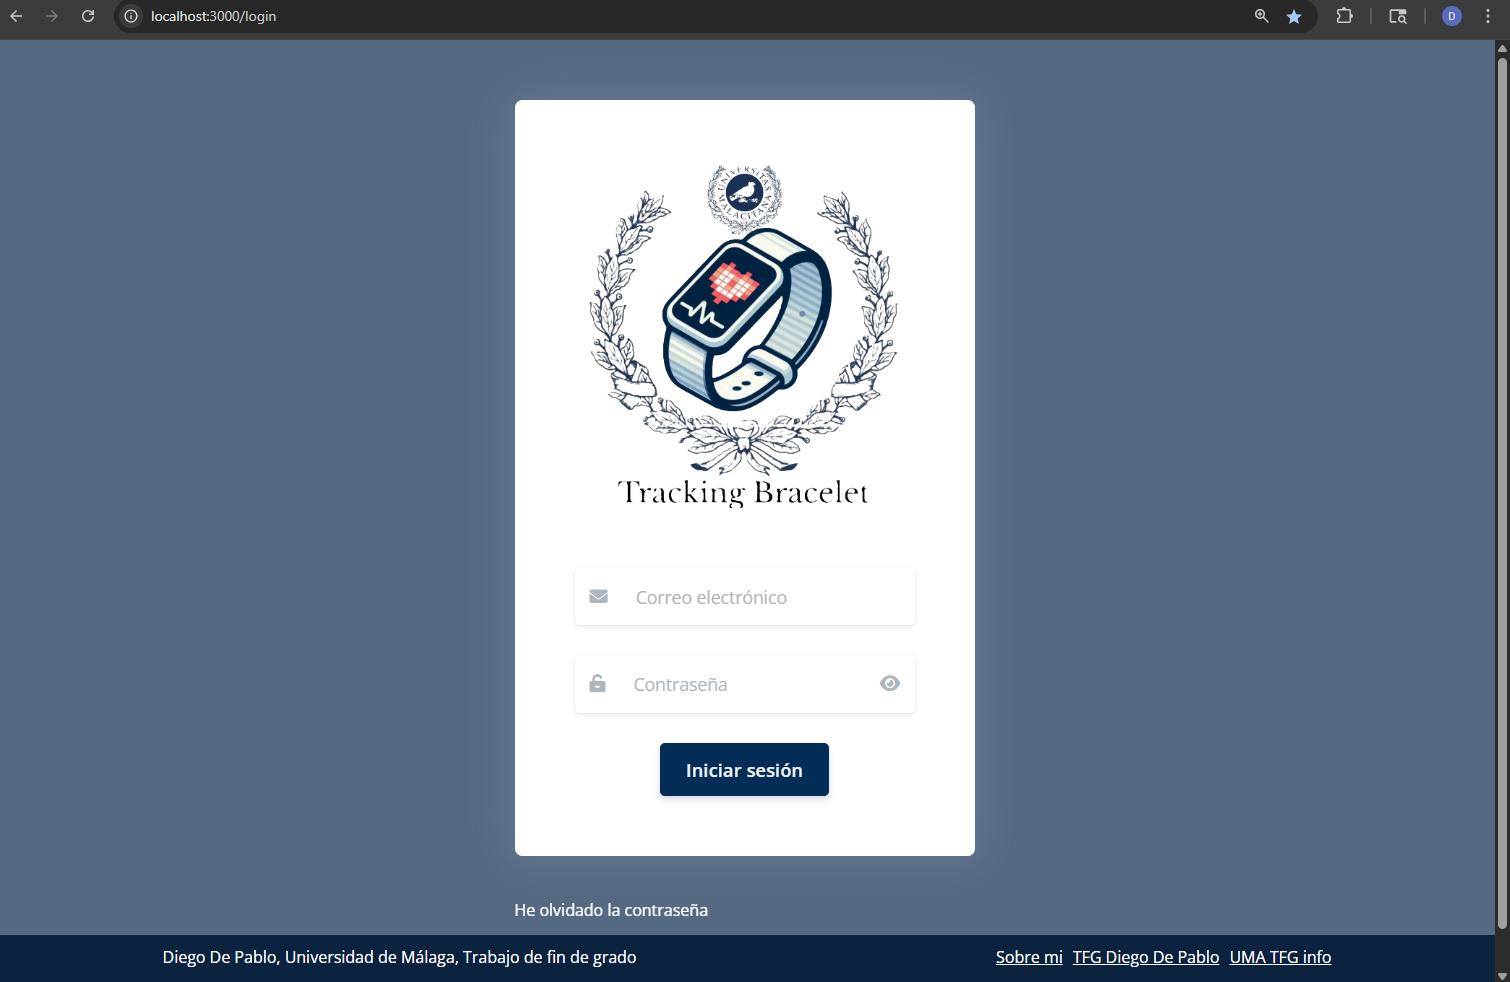 localhost:3000/login
D
UNIVERSITAS
MALACITANA
Tracking Bracelet
Correo electrónico
Contraseña
Iniciar sesión
He olvidado la contraseña
Diego De Pablo, Universidad de Málaga, Trabajo de fin de grado
Sobre mi TFG Diego De Pablo UMA TFG info